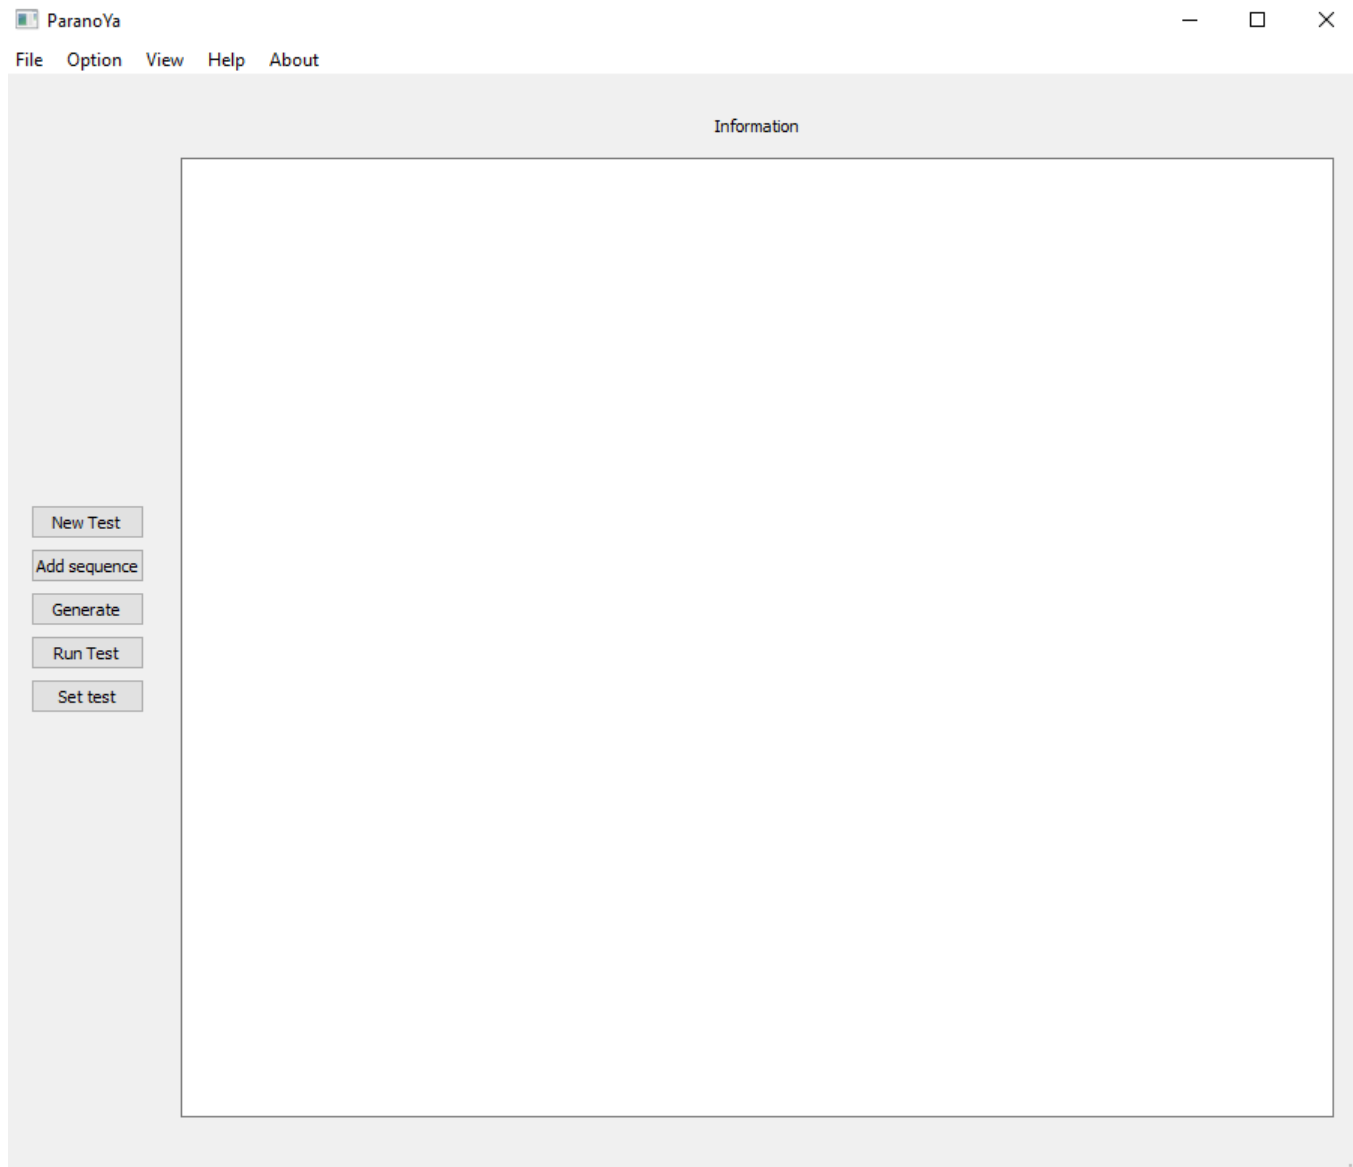 ParanoYa
File Option View Help About
Information
New Test
Add sequence
Generate
Run Test
Set test